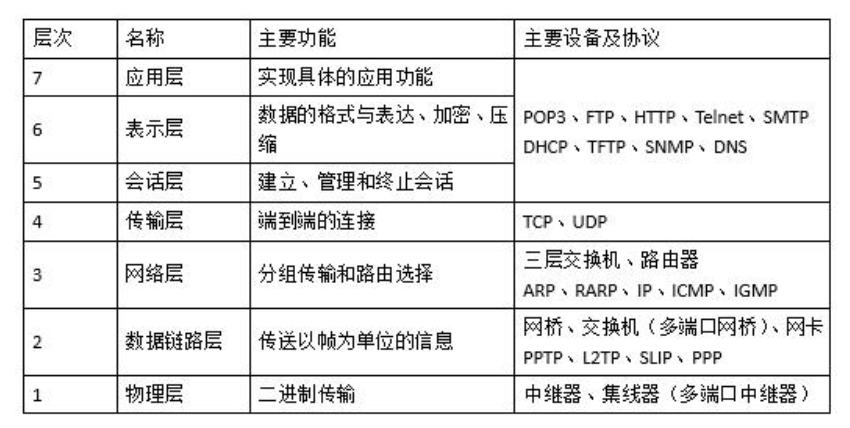 层次 名称 主要功能 主要设备及协议
7 应用层 实现具体的应用功能
6 表示层 数据的格式与表达、加密、压
缩
POP3、FTP、HTTP、Telnet、SMTP
DHCP、TFTP、SNMP、DNS
5 会话层 建立、管理和终止会话
4 传输层 端到端的连接 TCP、UDP
3 网络层 分组传输和路由选择 三层交换机、路由器
ARP、RARP、IP、ICMP、IGMP
2 数据链路层 传送以帧为单位的信息 网桥、交换机（多端口网桥）、网卡
PPTP、L2TP、SLIP、PPP
1 物理层 二进制传输 中继器、集线器（多端口中继器）